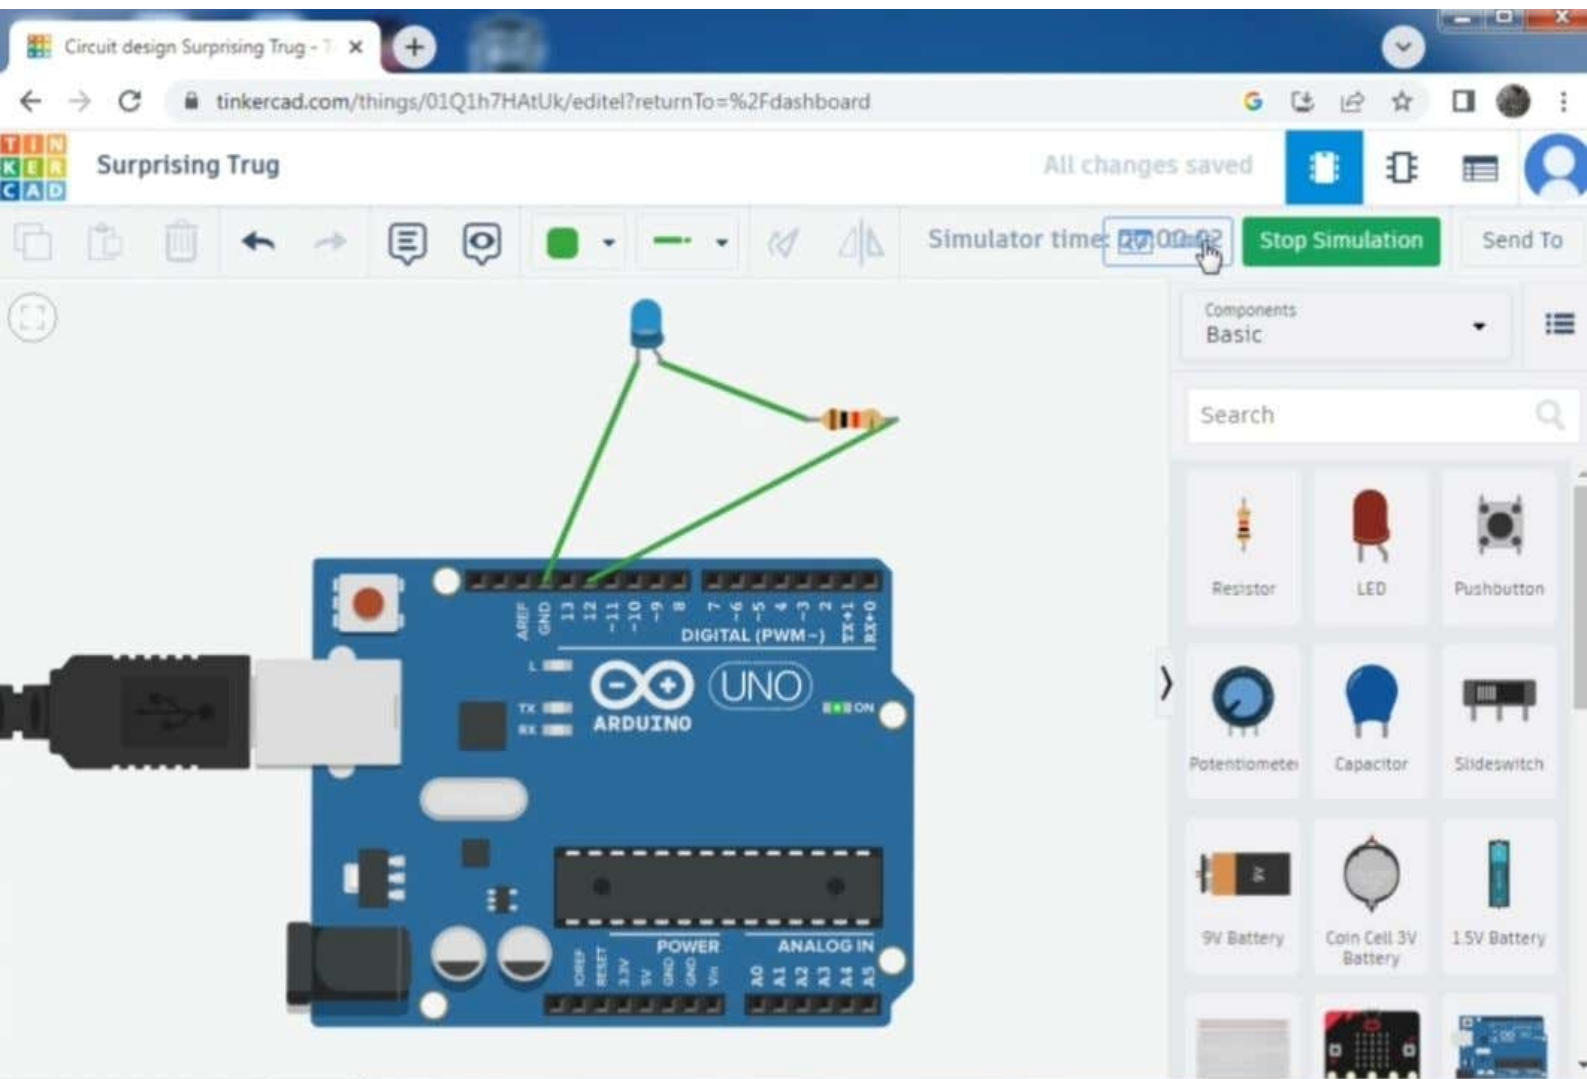 Circuit design Surprising Trug - T
tinkercad.com/things/01Q1h7HAtUk/editel?returnTo=%2Fdashboard
TIN
KER
CAD
Surprising Trug
All changes saved
Simulator time:
Stop Simulation
Send To
Components
Basic
Search
Resistor
LED
Pushbutton
Potentiometer
Capacitor
Slideswitch
9V
9V Battery
Coin Cell 3V
Battery
1.5V Battery
AREF
GND
13
12
~11
~10
~9
8
7
~6
~5
4
~3
2
TX→1
RX←0
DIGITAL (PWM~)
L
TX
RX
ARDUINO
UNO
ON
POWER
ANALOG IN
IOREF
RESET
3.3V
5V
GND
GND
Vin
A0
A1
A2
A3
A4
A5